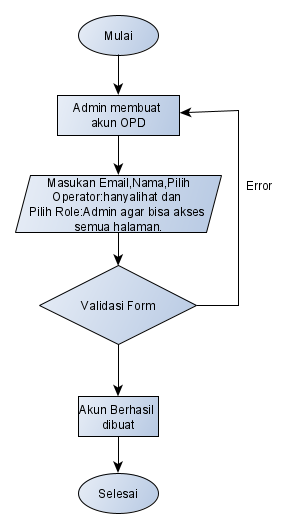 Mulai
Admin membuat
akun OPD
Masukan Email,Nama,Pilih
Operator:hanyalihat dan
Pilih Role:Admin agar bisa akses
semua halaman.
Error
Validasi Form
Akun Berhasil
dibuat
Selesai